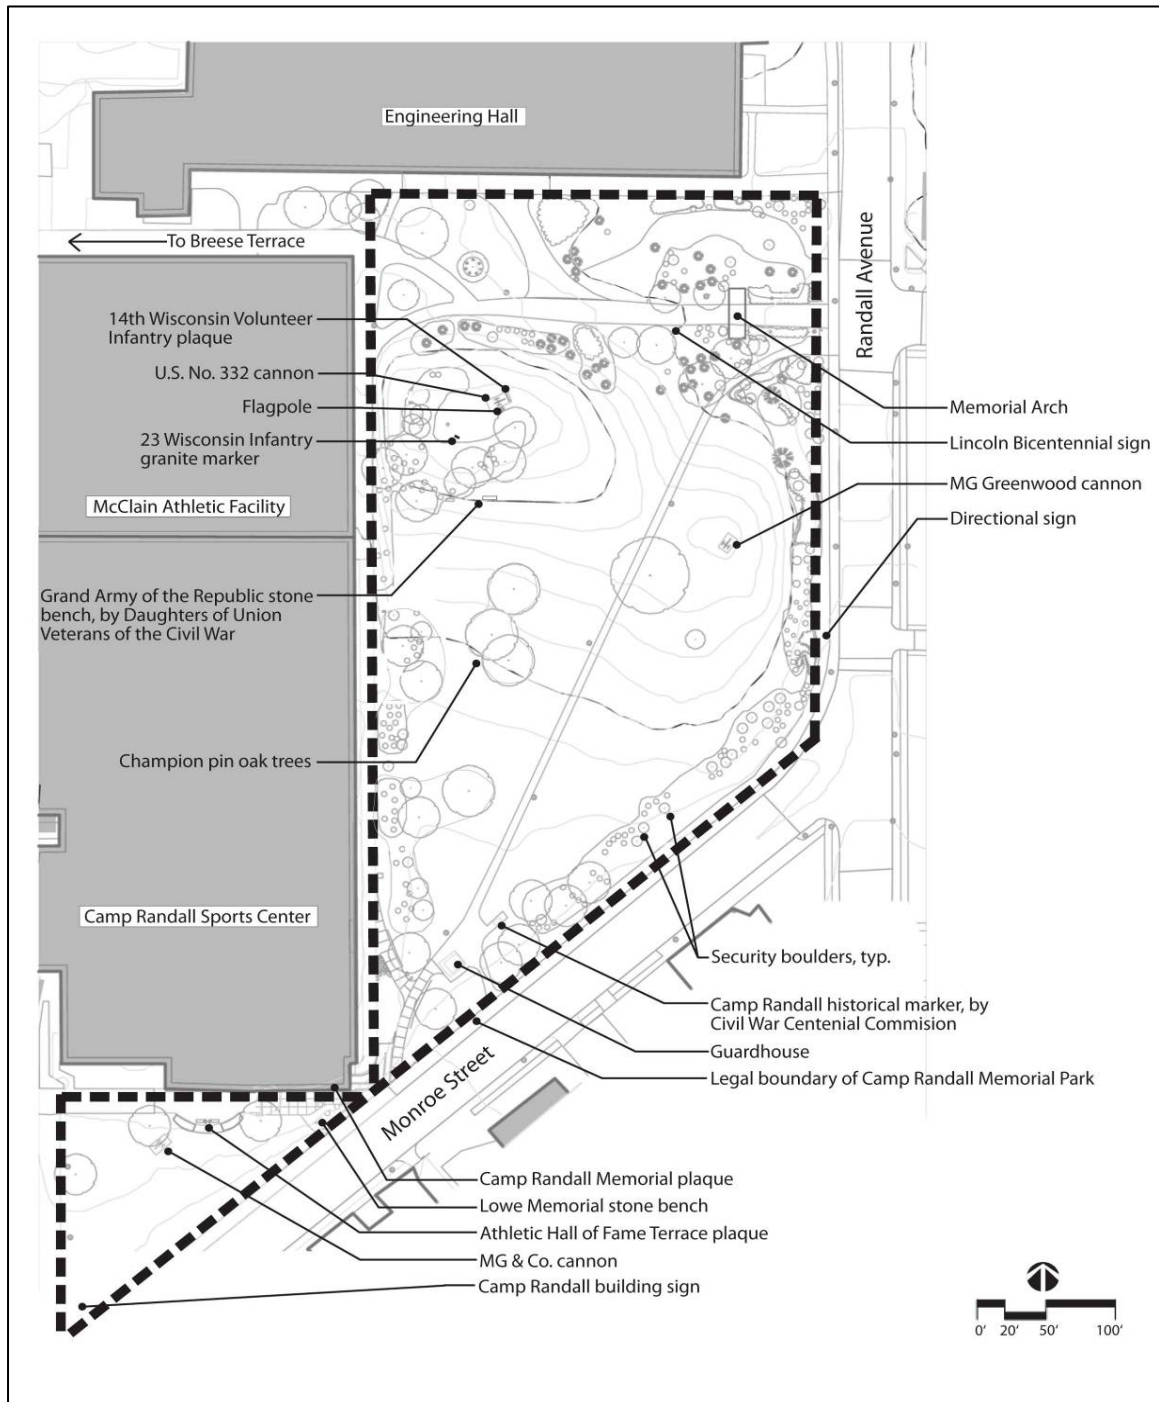 Engineering Hall
Randall Avenue
To Breese Terrace
14th Wisconsin Volunteer
Infantry plaque
U.S. No. 332 cannon
Flagpole
23 Wisconsin Infantry
granite marker
McClain Athletic Facility
Grand Army of the Republic stone
bench, by Daughters of Union
Veterans of the Civil War
Champion pin oak trees
Camp Randall Sports Center
Memorial Arch
Lincoln Bicentennial sign
MG Greenwood cannon
Directional sign
Security boulders, typ.
Camp Randall historical marker, by
Civil War Centenial Commision
Guardhouse
Legal boundary of Camp Randall Memorial Park
Monroe Street
Camp Randall Memorial plaque
Lowe Memorial stone bench
Athletic Hall of Fame Terrace plaque
MG & Co. cannon
Camp Randall building sign
0' 20' 50' 100'